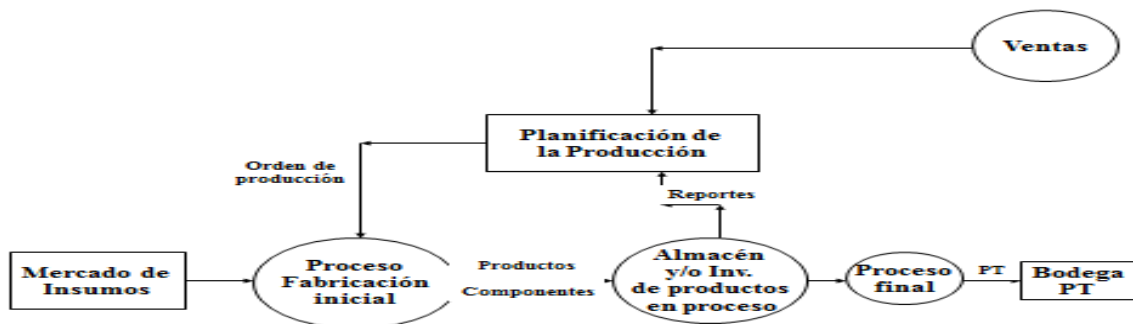 Ventas
Planificación de
la Producción
Orden de
producción
Reportes
Mercado de
Insumos
Proceso
Fabricación
inicial
Productos
Componentes
Almacén
y/o Inv.
de productos
en proceso
Proceso
final
PT
Bodega
PT